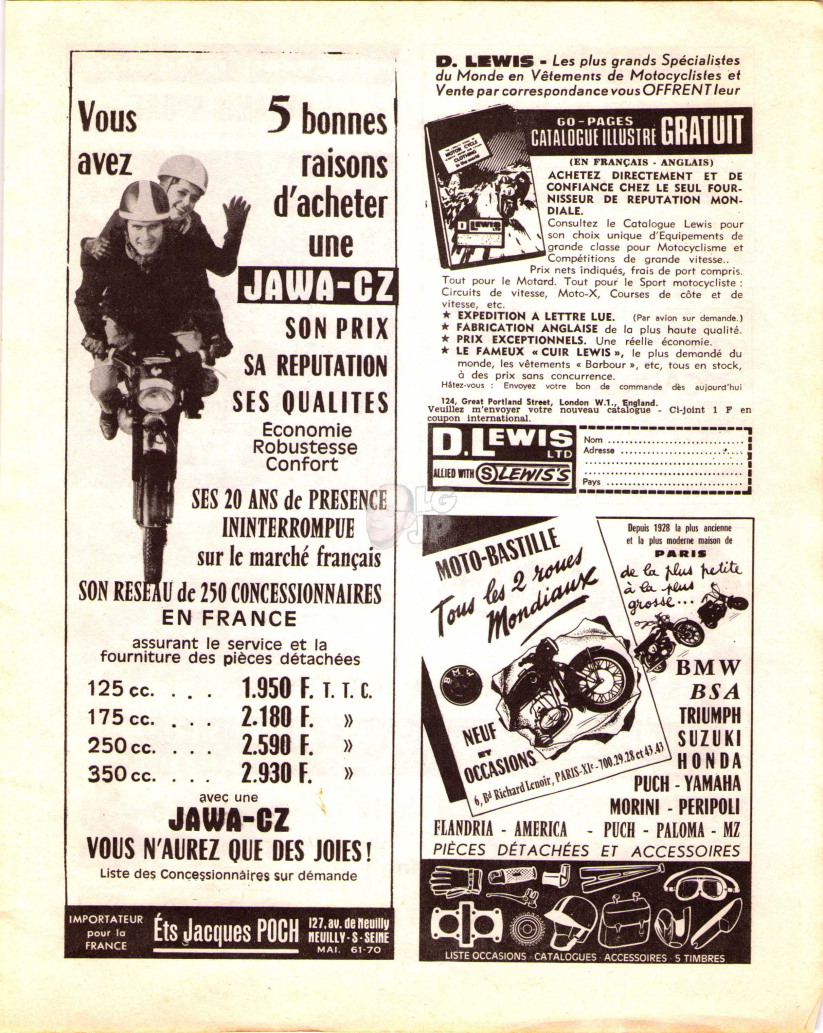 Vous
avez
5 bonnes
raisons
d'acheter
une
JAWA-CZ
SON PRIX
SA REPUTATION
SES QUALITES
Économie
Robustesse
Confort
SES 20 ANS de PRESENCE
ININTERROMPUE
sur le marché français
SON RESEAU de 250 CONCESSIONNAIRES
EN FRANCE
assurant le service et la
fourniture des pièces détachées
125 cc. . . . 1.950 F. T. T. C.
175 cc. . . . 2.180 F. »
250 cc. . . . 2.590 F. »
350 cc. . . . 2.930 F. »
avec une
JAWA-CZ
VOUS N'AUREZ QUE DES JOIES !
Liste des Concessionnáires sur démande
IMPORTATEUR
pour la
FRANCE
Éts Jacques POCH
127, av. de Neuilly
NEUILLY-S-SEINE
MAI. 61-70
D. LEWIS - Les plus grands Spécialistes
du Monde en Vêtements de Motocyclistes et
Vente par correspondance vous OFFRENT leur
60-PAGES
CATALOGUE ILLUSTRE GRATUIT
MOTOR CYCLE
CLOTHING
in the world
D. LEWIS
(EN FRANÇAIS - ANGLAIS)
ACHETEZ DIRECTEMENT ET DE
CONFIANCE CHEZ LE SEUL FOUR-
NISSEUR DE REPUTATION MON-
DIALE.
Consultez le Catalogue Lewis pour
son choix unique d'Equipements de
grande classe pour Motocyclisme et
Compétitions de grande vitesse..
Prix nets indiqués, frais de port compris.
Tout pour le Motard. Tout pour le Sport motocycliste :
Circuits de vitesse, Moto-X, Courses de côte et de
vitesse, etc.
★ EXPEDITION A LETTRE LUE. (Par avion sur demande.)
★ FABRICATION ANGLAISE de la plus haute qualité.
★ PRIX EXCEPTIONNELS. Une réelle économie.
★ LE FAMEUX « CUIR LEWIS », le plus demandé du
monde, les vêtements « Barbour », etc, tous en stock,
à des prix sans concurrence.
Hâtez-vous : Envoyez votre bon de commande dès aujourd'hui
124, Great Portland Street, London W.1., England.
Veuillez m'envoyer votre nouveau catalogue - Ci-joint 1 F en
coupon international.
D. LEWIS
LTD
ALLIED WITH S LEWIS'S
Nom ..............................
Adresse ..............................
Pays ..............................
LG
JP
MOTO-BASTILLE
Tous les 2 roues
Mondiaux
Depuis 1928 la plus ancienne
et la plus moderne maison de
PARIS
de la plus petite
à la plus
grosse...
BMW
NEUF
ET
OCCASIONS
6, Bd Richard Lenoir, PARIS-XIe - 700.29.28 et 43.43
BMW
BSA
TRIUMPH
SUZUKI
HONDA
PUCH - YAMAHA
MORINI - PERIPOLI
FLANDRIA - AMERICA - PUCH - PALOMA - MZ
PIÈCES DÉTACHÉES ET ACCESSOIRES
LISTE OCCASIONS - CATALOGUES - ACCESSOIRES - 5 TIMBRES